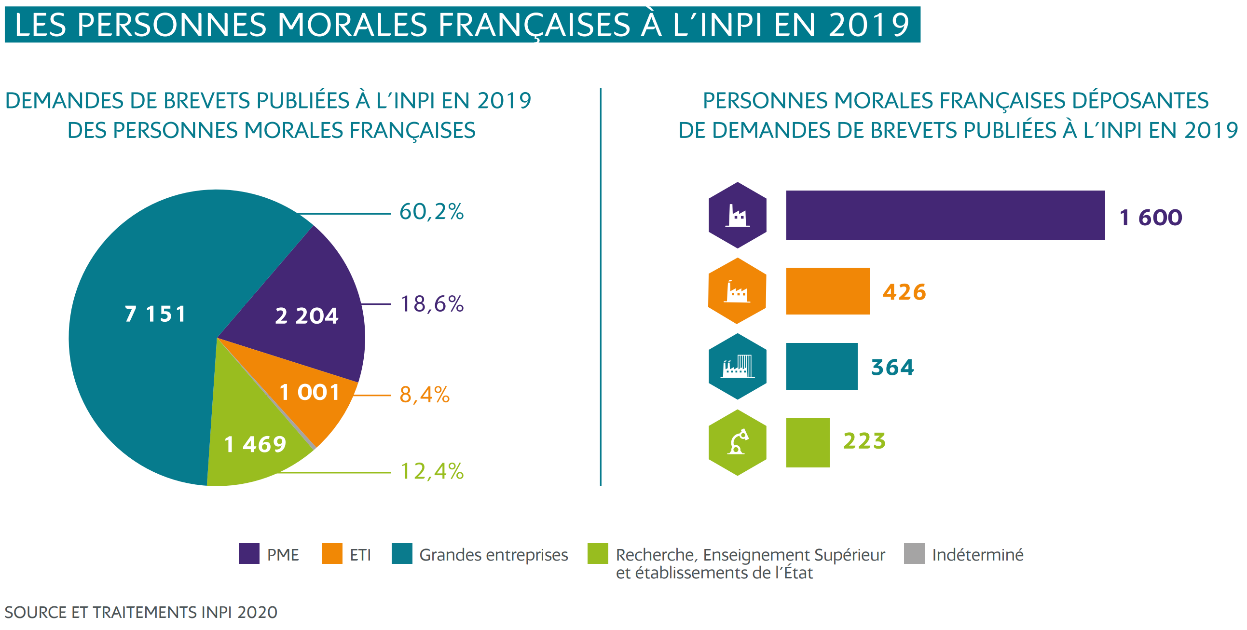 LES PERSONNES MORALES FRANÇAISES À L'INPI EN 2019
DEMANDES DE BREVETS PUBLIÉES À L'INPI EN 2019
DES PERSONNES MORALES FRANÇAISES
60,2%
18,6%
8,4%
12,4%
7 151
2 204
1 001
1 469
PERSONNES MORALES FRANÇAISES DÉPOSANTES
DE DEMANDES DE BREVETS PUBLIÉES À L'INPI EN 2019
1 600
426
364
223
PME
ETI
Grandes entreprises
Recherche, Enseignement Supérieur
et établissements de l'État
Indéterminé
SOURCE ET TRAITEMENTS INPI 2020